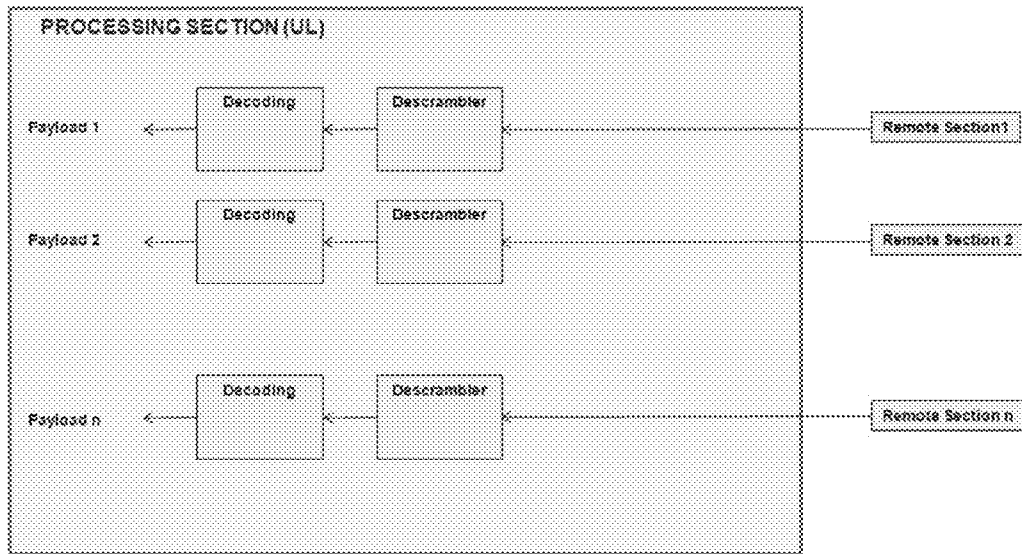 PROCESSING SECTION (UL)
Payload 1
Decoding
Descrambler
Remote Section1
Payload 2
Decoding
Descrambler
Remote Section 2
Payload n
Decoding
Descrambler
Remote Section n